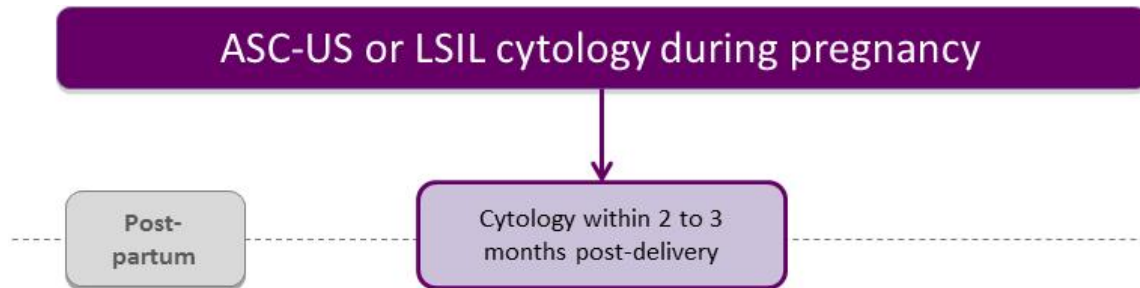 ASC-US or LSIL cytology during pregnancy
Post-
partum
Cytology within 2 to 3
months post-delivery